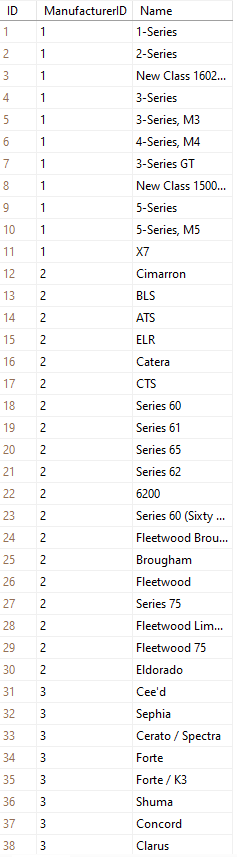 ID ManufacturerID Name
1 1 1-Series
2 1 2-Series
3 1 New Class 1602...
4 1 3-Series
5 1 3-Series, M3
6 1 4-Series, M4
7 1 3-Series GT
8 1 New Class 1500...
9 1 5-Series
10 1 5-Series, M5
11 1 X7
12 2 Cimarron
13 2 BLS
14 2 ATS
15 2 ELR
16 2 Catera
17 2 CTS
18 2 Series 60
19 2 Series 61
20 2 Series 65
21 2 Series 62
22 2 6200
23 2 Series 60 (Sixty ...
24 2 Fleetwood Brou...
25 2 Brougham
26 2 Fleetwood
27 2 Series 75
28 2 Fleetwood Lim...
29 2 Fleetwood 75
30 2 Eldorado
31 3 Cee'd
32 3 Sephia
33 3 Cerato / Spectra
34 3 Forte
35 3 Forte / K3
36 3 Shuma
37 3 Concord
38 3 Clarus